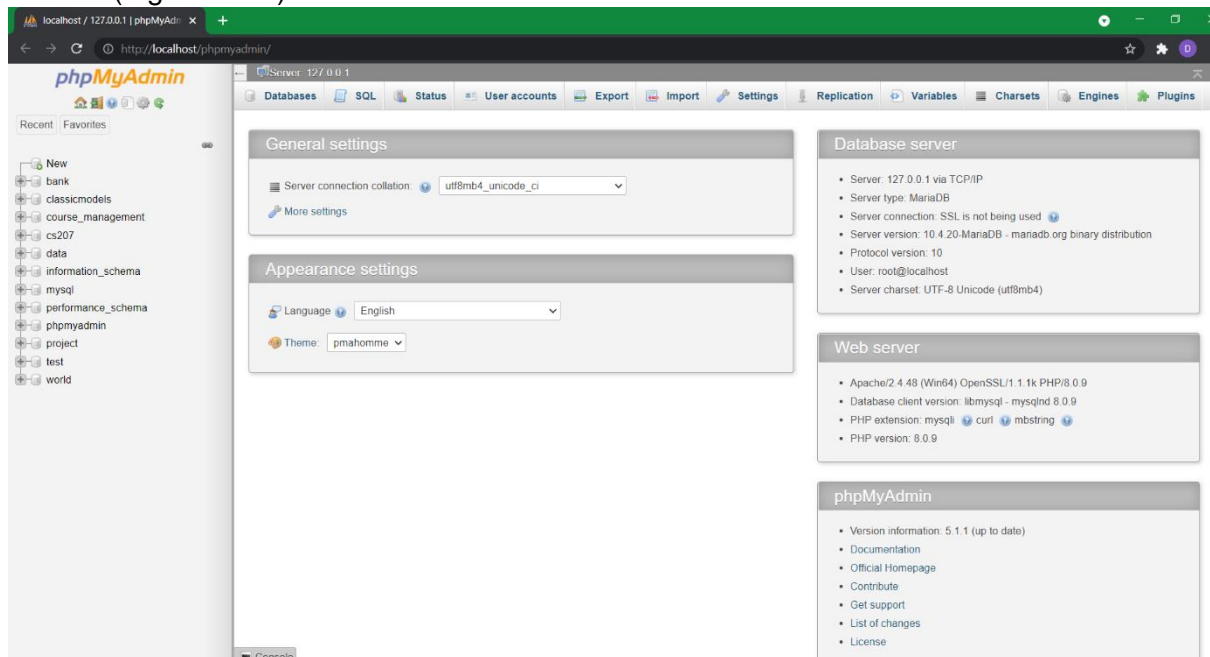 localhost / 127.0.0.1 | phpMyAdn
http://localhost/phpmyadmin/
phpMyAdmin
Recent Favorites
New
bank
classicmodels
course_management
cs207
data
information_schema
mysql
performance_schema
phpmyadmin
project
test
world
Server: 127.0.0.1
Databases SQL Status User accounts Export Import Settings Replication Variables Charsets Engines Plugins
General settings
Server connection collation: utf8mb4_unicode_ci
More settings
Appearance settings
Language English
Theme: pmahomme
Database server
Server: 127.0.0.1 via TCP/IP
Server type: MariaDB
Server connection: SSL is not being used
Server version: 10.4.20-MariaDB - mariadb.org binary distribution
Protocol version: 10
User: root@localhost
Server charset: UTF-8 Unicode (utf8mb4)
Web server
Apache/2.4.48 (Win64) OpenSSL/1.1.1k PHP/8.0.9
Database client version: libmysql - mysqlnd 8.0.9
PHP extension: mysqli curl mbstring
PHP version: 8.0.9
phpMyAdmin
Version information: 5.1.1 (up to date)
Documentation
Official Homepage
Contribute
Get support
List of changes
License
Console